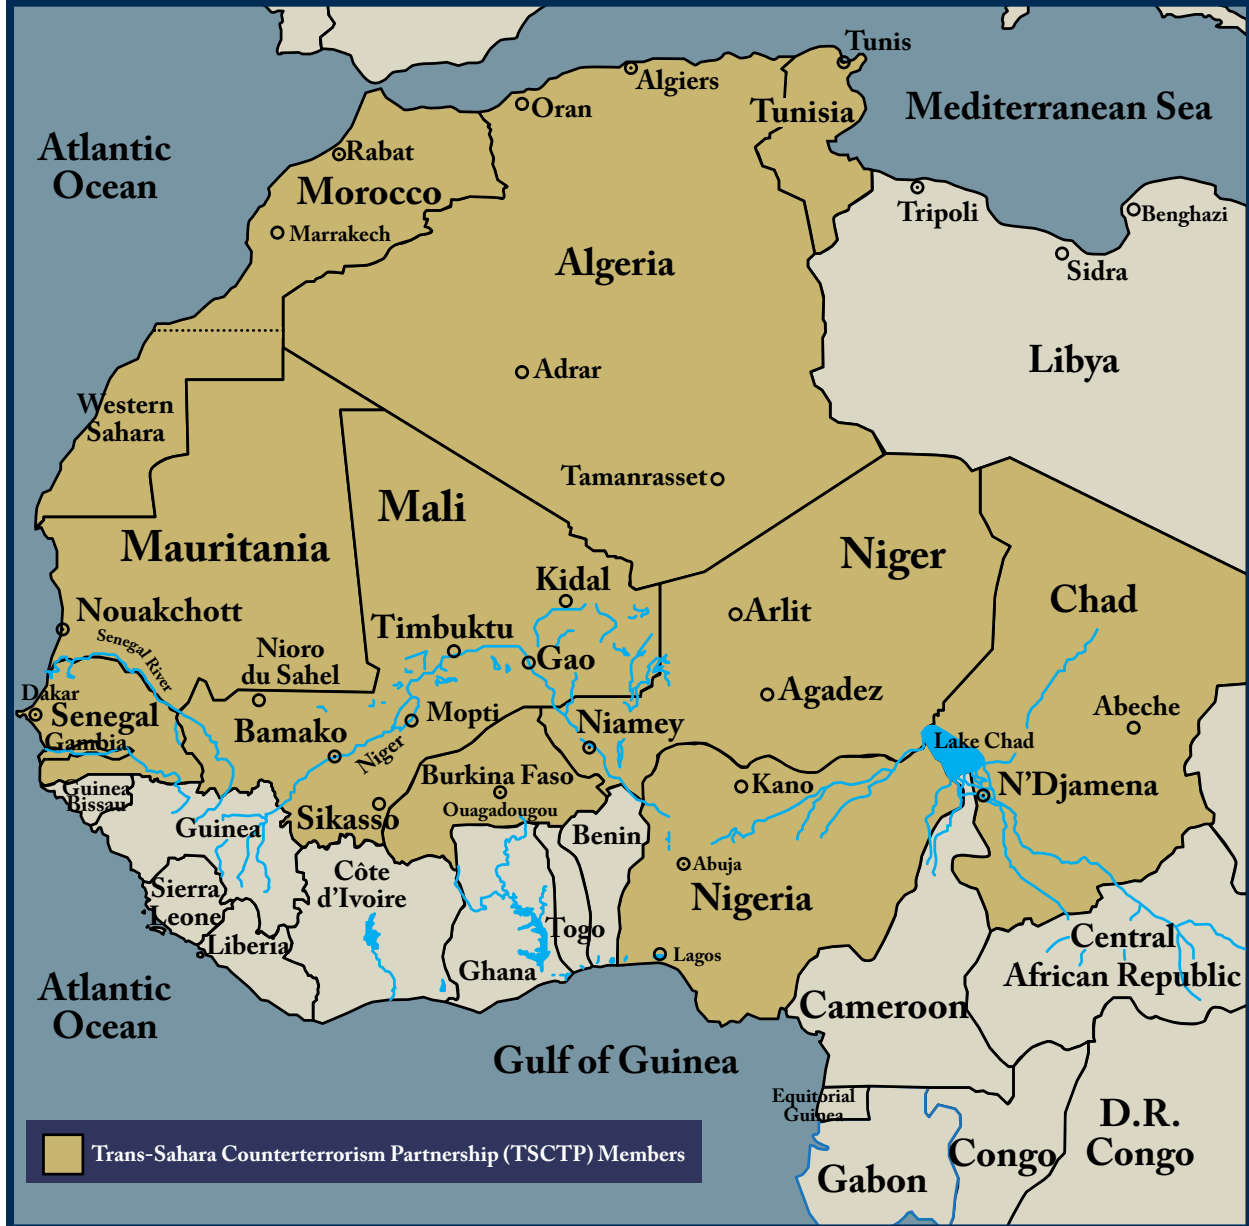 Tunis
Algiers
Oran
Tunisia
Mediterranean Sea
Atlantic
Ocean
Rabat
Morocco
Marrakech
Tripoli
Benghazi
Sidra
Algeria
Libya
Adrar
Western
Sahara
Tamanrasset
Mali
Mauritania
Niger
Kidal
Chad
Nouakchott
Arlit
Timbuktu
Senegal River
Nioro
du Sahel
Gao
Agadez
Dakar
Senegal
Abeche
Mopti
Niamey
Bamako
Gambia
Niger
Lake Chad
Burkina Faso
Kano
N'Djamena
Guinea
Bissau
Ouagadougou
Sikasso
Guinea
Benin
Abuja
Côte
d'Ivoire
Sierra
Leone
Nigeria
Togo
Liberia
Lagos
Ghana
Central
African Republic
Atlantic
Ocean
Cameroon
Gulf of Guinea
Equitorial
Guinea
D.R.
Congo
Congo
Gabon
Trans-Sahara Counterterrorism Partnership (TSCTP) Members